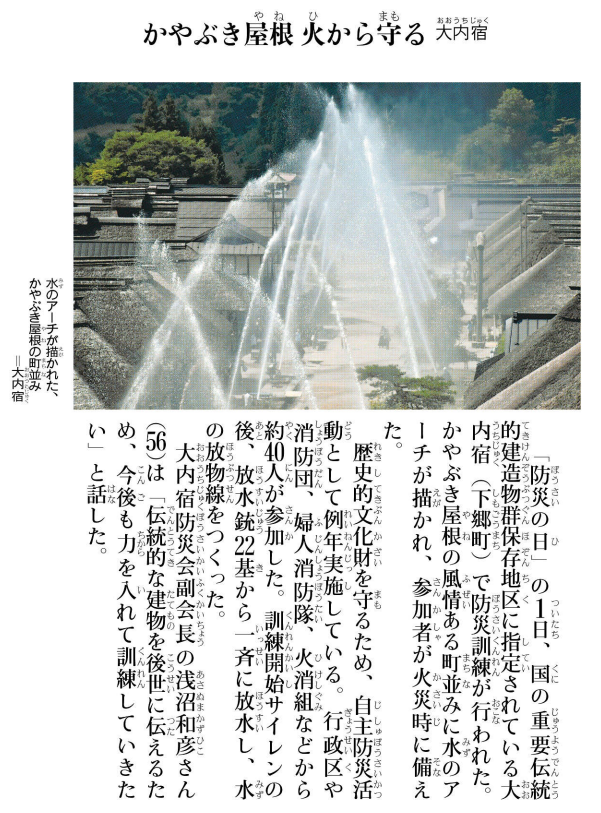 かやぶき屋根 火から守る 大内宿
水のアーチが描かれた、
かやぶき屋根の町並み
=大内宿
「防災の日」の1日、国の重要伝統
的建造物群保存地区に指定されている大
内宿（下郷町）で防災訓練が行われた。
かやぶき屋根の風情ある町並みに水のア
ーチが描かれ、参加者が火災時に備え
た。
歴史的文化財を守るため、自主防災活
動として例年実施している。行政区や
消防団、婦人消防隊、火消組などから
約40人が参加した。訓練開始サイレンの
後、放水銃22基から一斉に放水し、水
の放物線をつくった。
大内宿防災会副会長の浅沼和彦さん
(56)は「伝統的な建物を後世に伝えるた
め、今後も力を入れて訓練していきた
い」と話した。